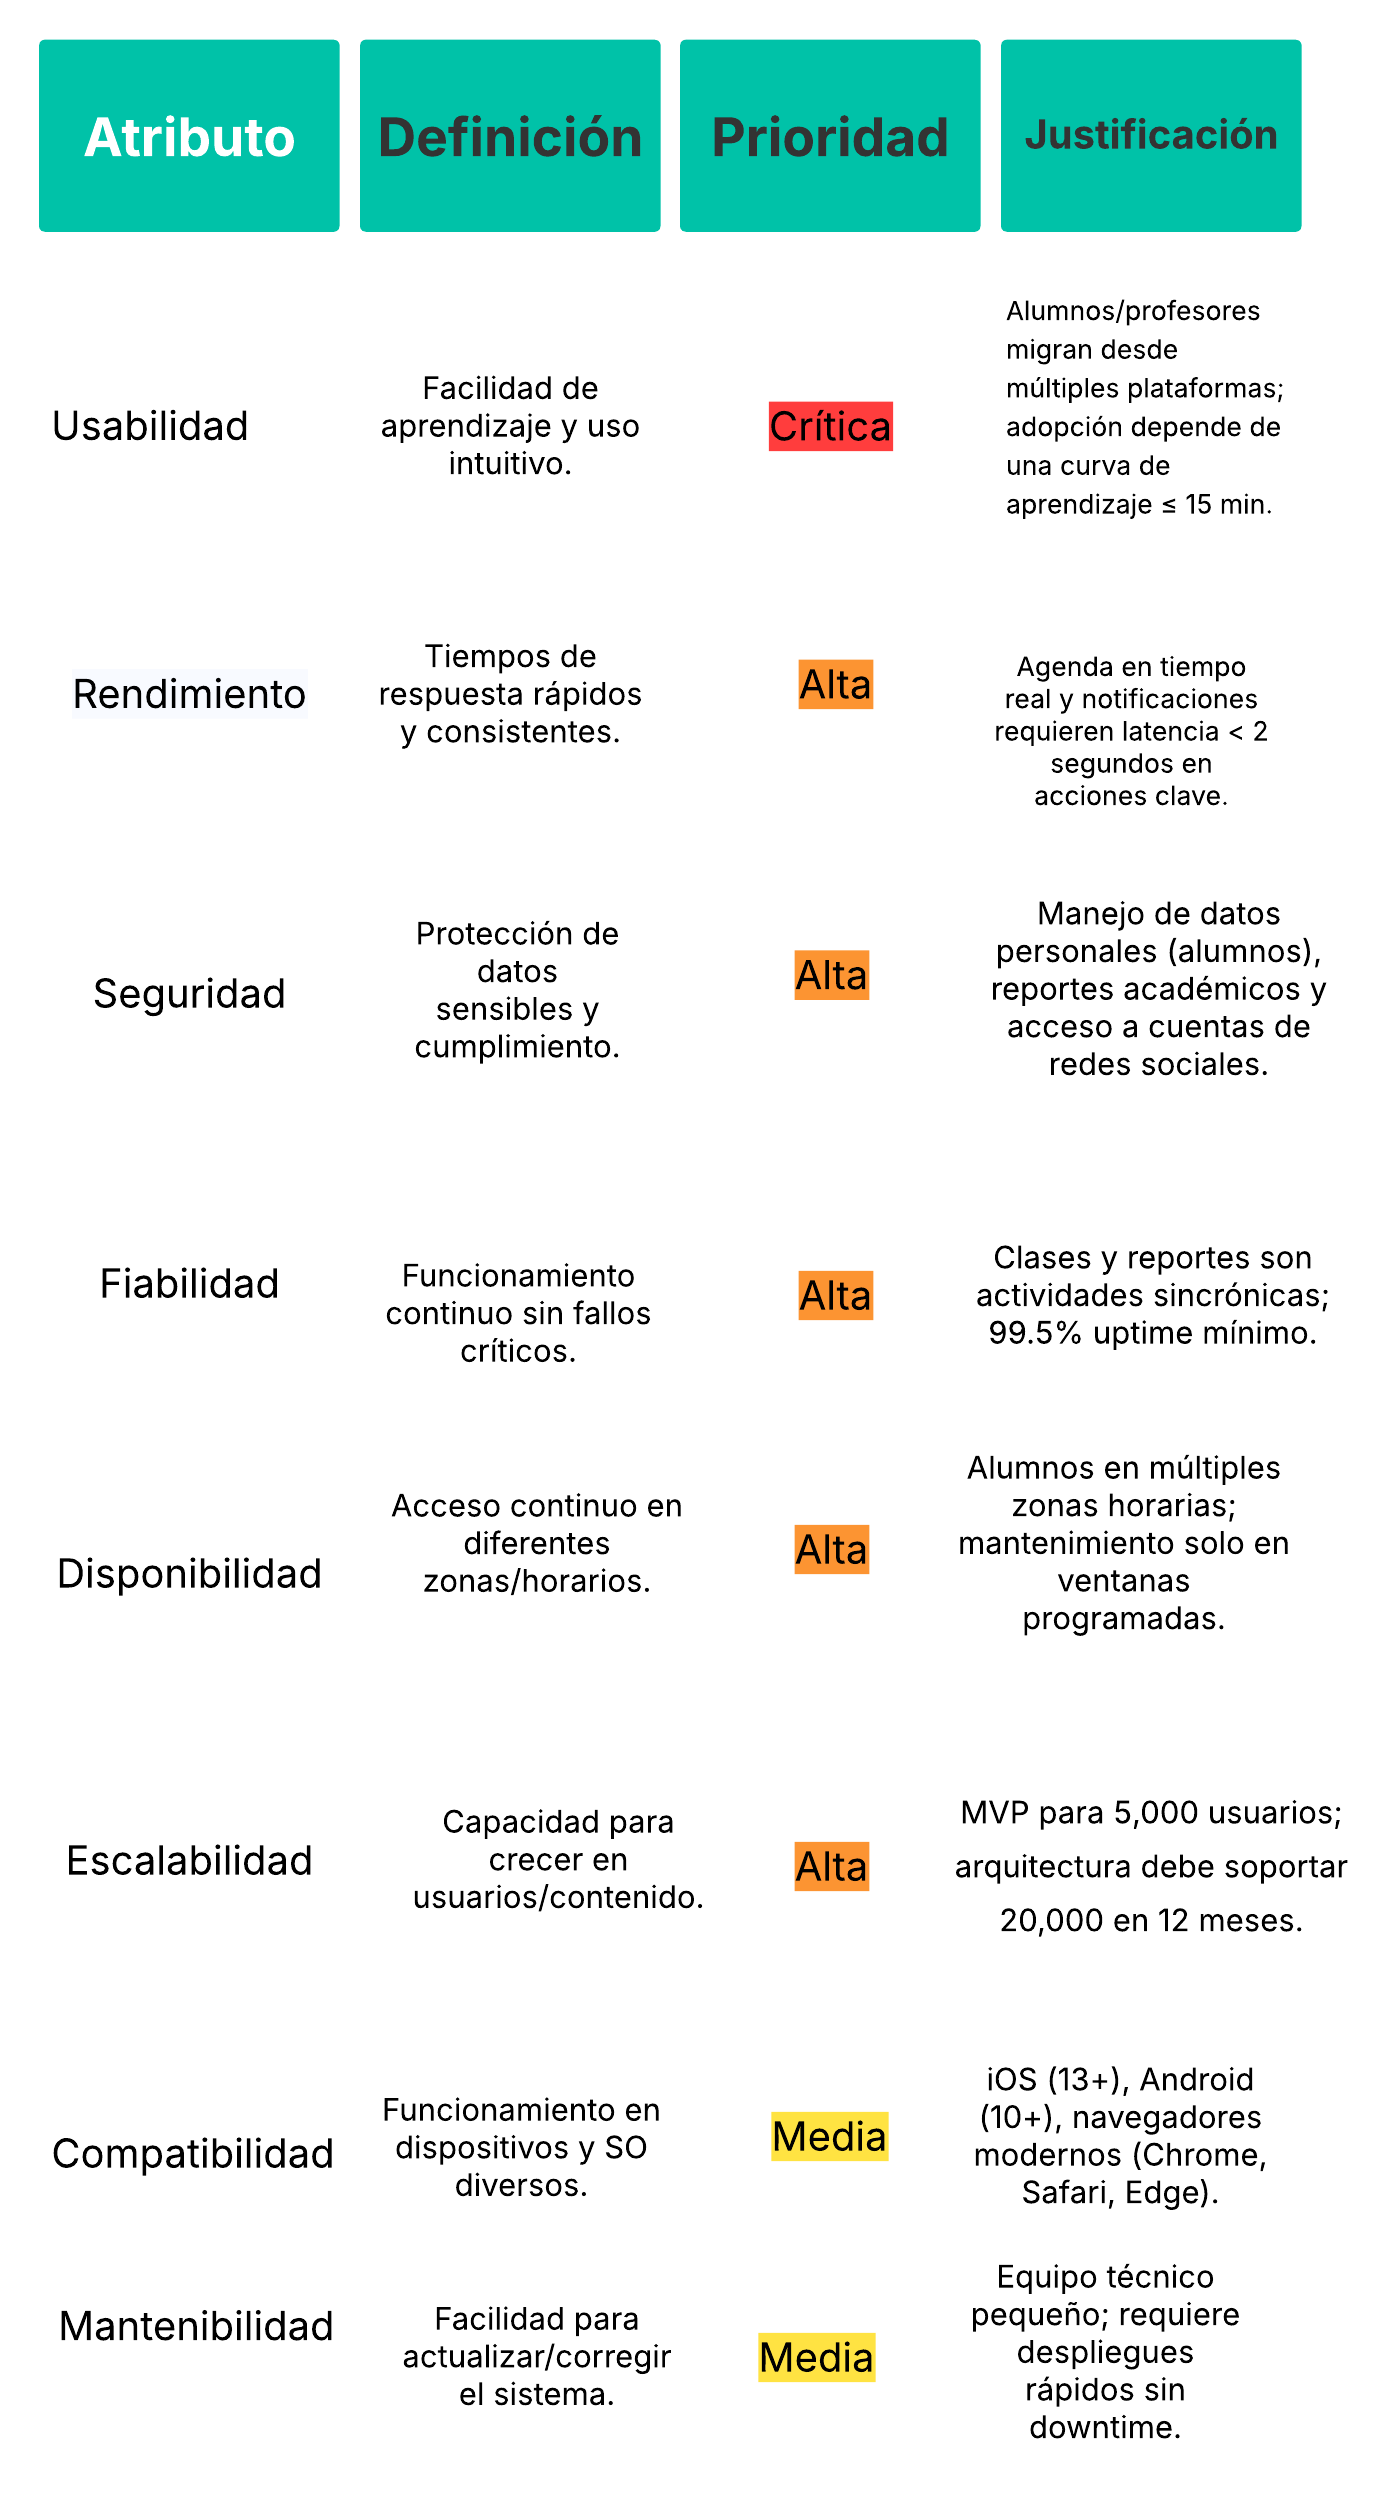 Atributo
Definición
Prioridad
Justificación
Usabilidad
Facilidad de
aprendizaje y uso
intuitivo.
Crítica
Alumnos/profesores
migran desde
múltiples plataformas;
adopción depende de
una curva de
aprendizaje ≤ 15 min.
Rendimiento
Tiempos de
respuesta rápidos
y consistentes.
Alta
Agenda en tiempo
real y notificaciones
requieren latencia < 2
segundos en
acciones clave.
Seguridad
Protección de
datos
sensibles y
cumplimiento.
Alta
Manejo de datos
personales (alumnos),
reportes académicos y
acceso a cuentas de
redes sociales.
Fiabilidad
Funcionamiento
continuo sin fallos
críticos.
Alta
Clases y reportes son
actividades sincrónicas;
99.5% uptime mínimo.
Disponibilidad
Acceso continuo en
diferentes
zonas/horarios.
Alta
Alumnos en múltiples
zonas horarias;
mantenimiento solo en
ventanas
programadas.
Escalabilidad
Capacidad para
crecer en
usuarios/contenido.
Alta
MVP para 5,000 usuarios;
arquitectura debe soportar
20,000 en 12 meses.
Compatibilidad
Funcionamiento en
dispositivos y SO
diversos.
Media
iOS (13+), Android
(10+), navegadores
modernos (Chrome,
Safari, Edge).
Mantenibilidad
Facilidad para
actualizar/corregir
el sistema.
Media
Equipo técnico
pequeño; requiere
despliegues
rápidos sin
downtime.